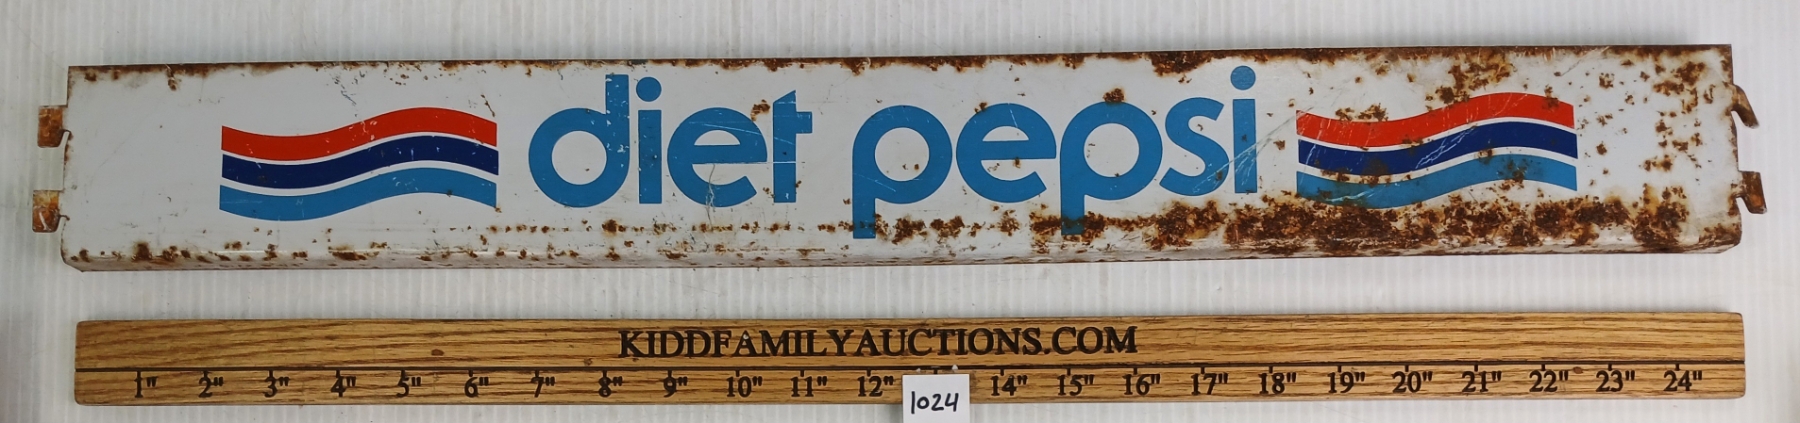 diet pepsi
KIDDFAMILYAUCTIONS.COM
1" 2" 3" 4" 5" 6" 7" 8" 9" 10" 11" 12" 14" 15" 16" 17" 18" 19" 20" 21" 22" 23" 24"
1024